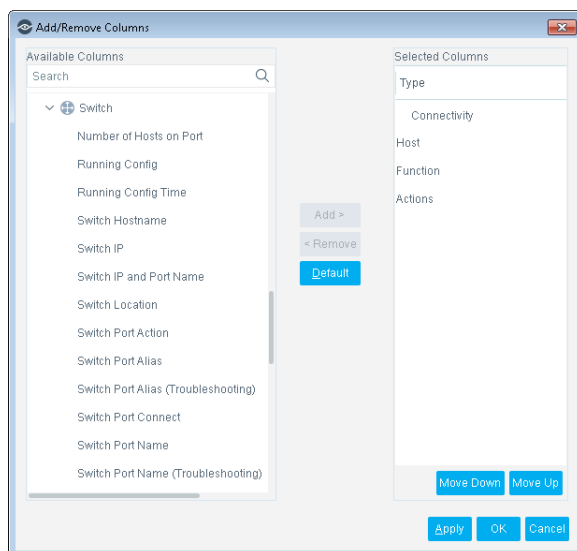 Add/Remove Columns
Available Columns
Search
Switch
Number of Hosts on Port
Running Config
Running Config Time
Switch Hostname
Switch IP
Switch IP and Port Name
Switch Location
Switch Port Action
Switch Port Alias
Switch Port Alias (Troubleshooting)
Switch Port Connect
Switch Port Name
Switch Port Name (Troubleshooting)
Add >
< Remove
Default
Selected Columns
Type
Connectivity
Host
Function
Actions
Move Down Move Up
Apply OK Cancel